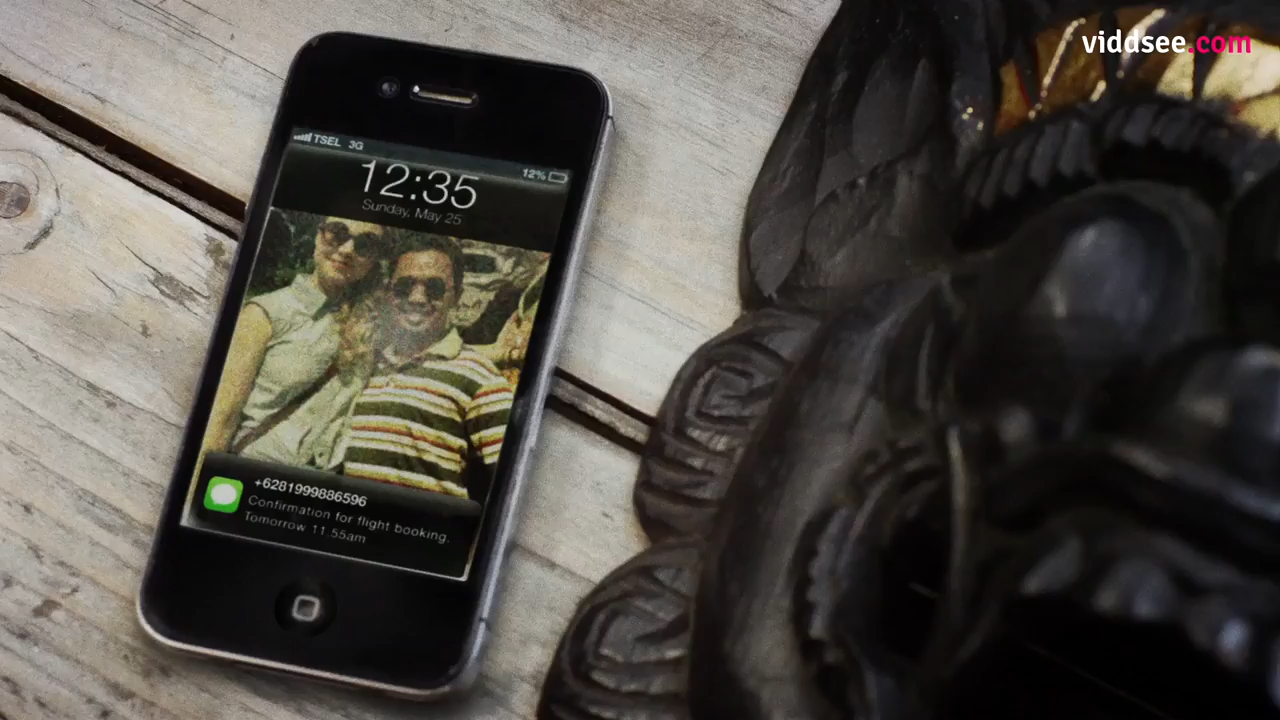 viddsee.com
TSEL 3G
12%
12:35
Sunday, May 25
+6281999886596
Confirmation for flight booking.
Tomorrow 11.55am